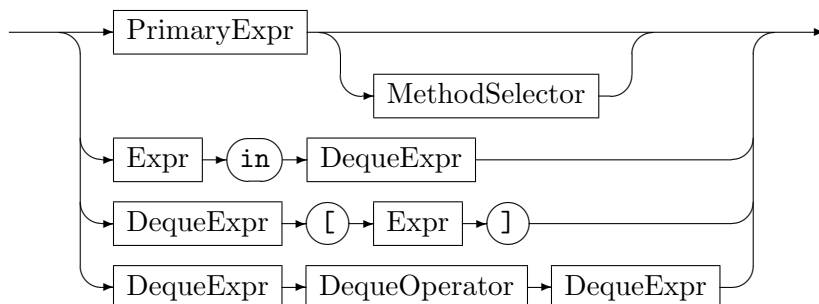 PrimaryExpr
MethodSelector
Expr in DequeExpr
DequeExpr [ Expr ]
DequeExpr DequeOperator DequeExpr